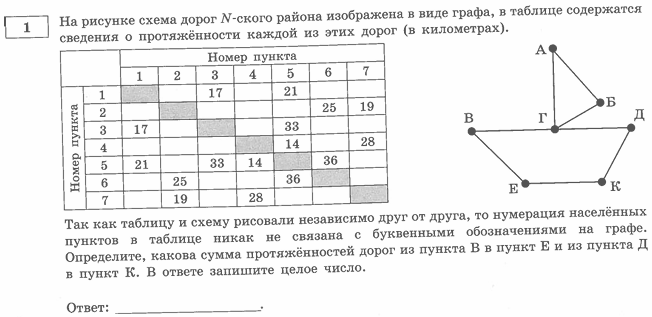 1
На рисунке схема дорог N-ского района изображена в виде графа, в таблице содержатся
сведения о протяжённости каждой из этих дорог (в километрах).
Номер пункта
1 2 3 4 5 6 7
Номер пункта
1 17 21
2 25 19
3 17 33
4 14 28
5 21 33 14 36
6 25 36
7 19 28
А
Б
В
Г
Д
Е
К
Так как таблицу и схему рисовали независимо друг от друга, то нумерация населённых
пунктов в таблице никак не связана с буквенными обозначениями на графе.
Определите, какова сумма протяжённостей дорог из пункта В в пункт Е и из пункта Д
в пункт К. В ответе запишите целое число.
Ответ: ____________________.